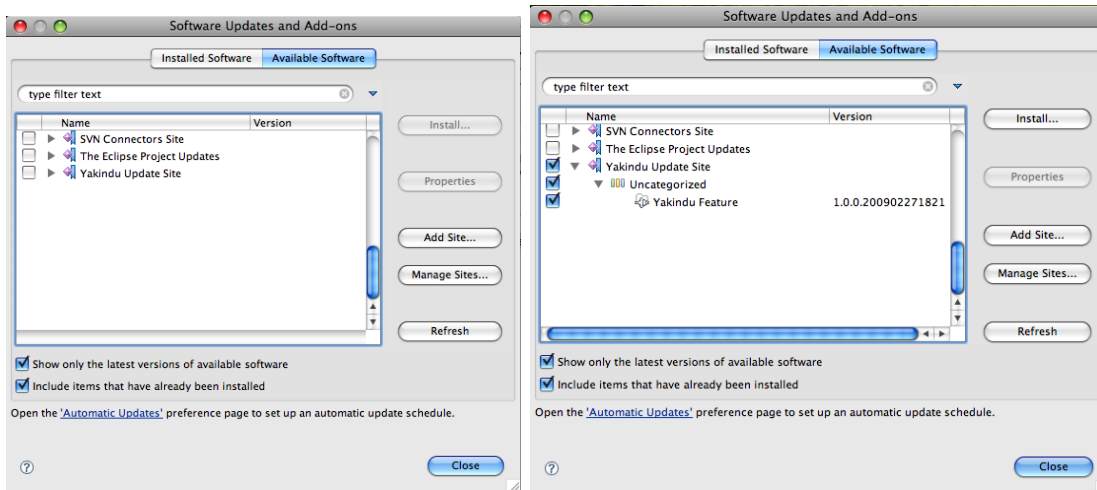 Software Updates and Add-ons
Installed Software Available Software
type filter text
Name Version
SVN Connectors Site
The Eclipse Project Updates
Yakindu Update Site
Install...
Properties
Add Site...
Manage Sites...
Refresh
Show only the latest versions of available software
Include items that have already been installed
Open the 'Automatic Updates' preference page to set up an automatic update schedule.
?
Close
Software Updates and Add-ons
Installed Software Available Software
type filter text
Name Version
SVN Connectors Site
The Eclipse Project Updates
Yakindu Update Site
Uncategorized
Yakindu Feature 1.0.0.200902271821
Install...
Properties
Add Site...
Manage Sites...
Refresh
Show only the latest versions of available software
Include items that have already been installed
Open the 'Automatic Updates' preference page to set up an automatic update schedule.
?
Close